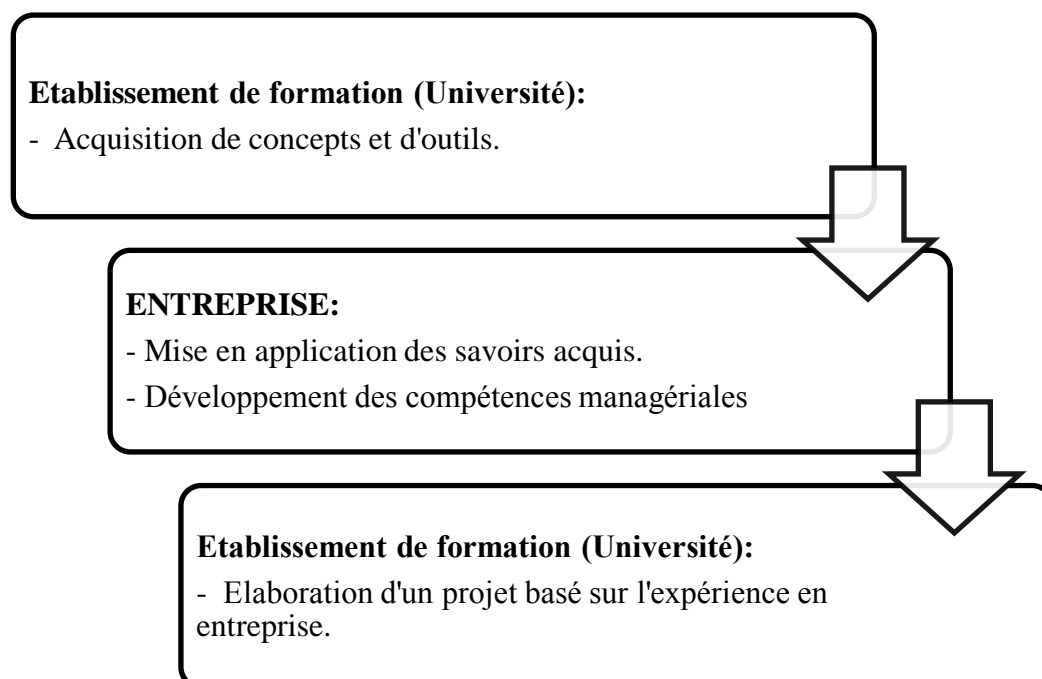 Etablissement de formation (Université):
- Acquisition de concepts et d'outils.
ENTREPRISE:
- Mise en application des savoirs acquis.
- Développement des compétences managériales
Etablissement de formation (Université):
- Elaboration d'un projet basé sur l'expérience en
entreprise.